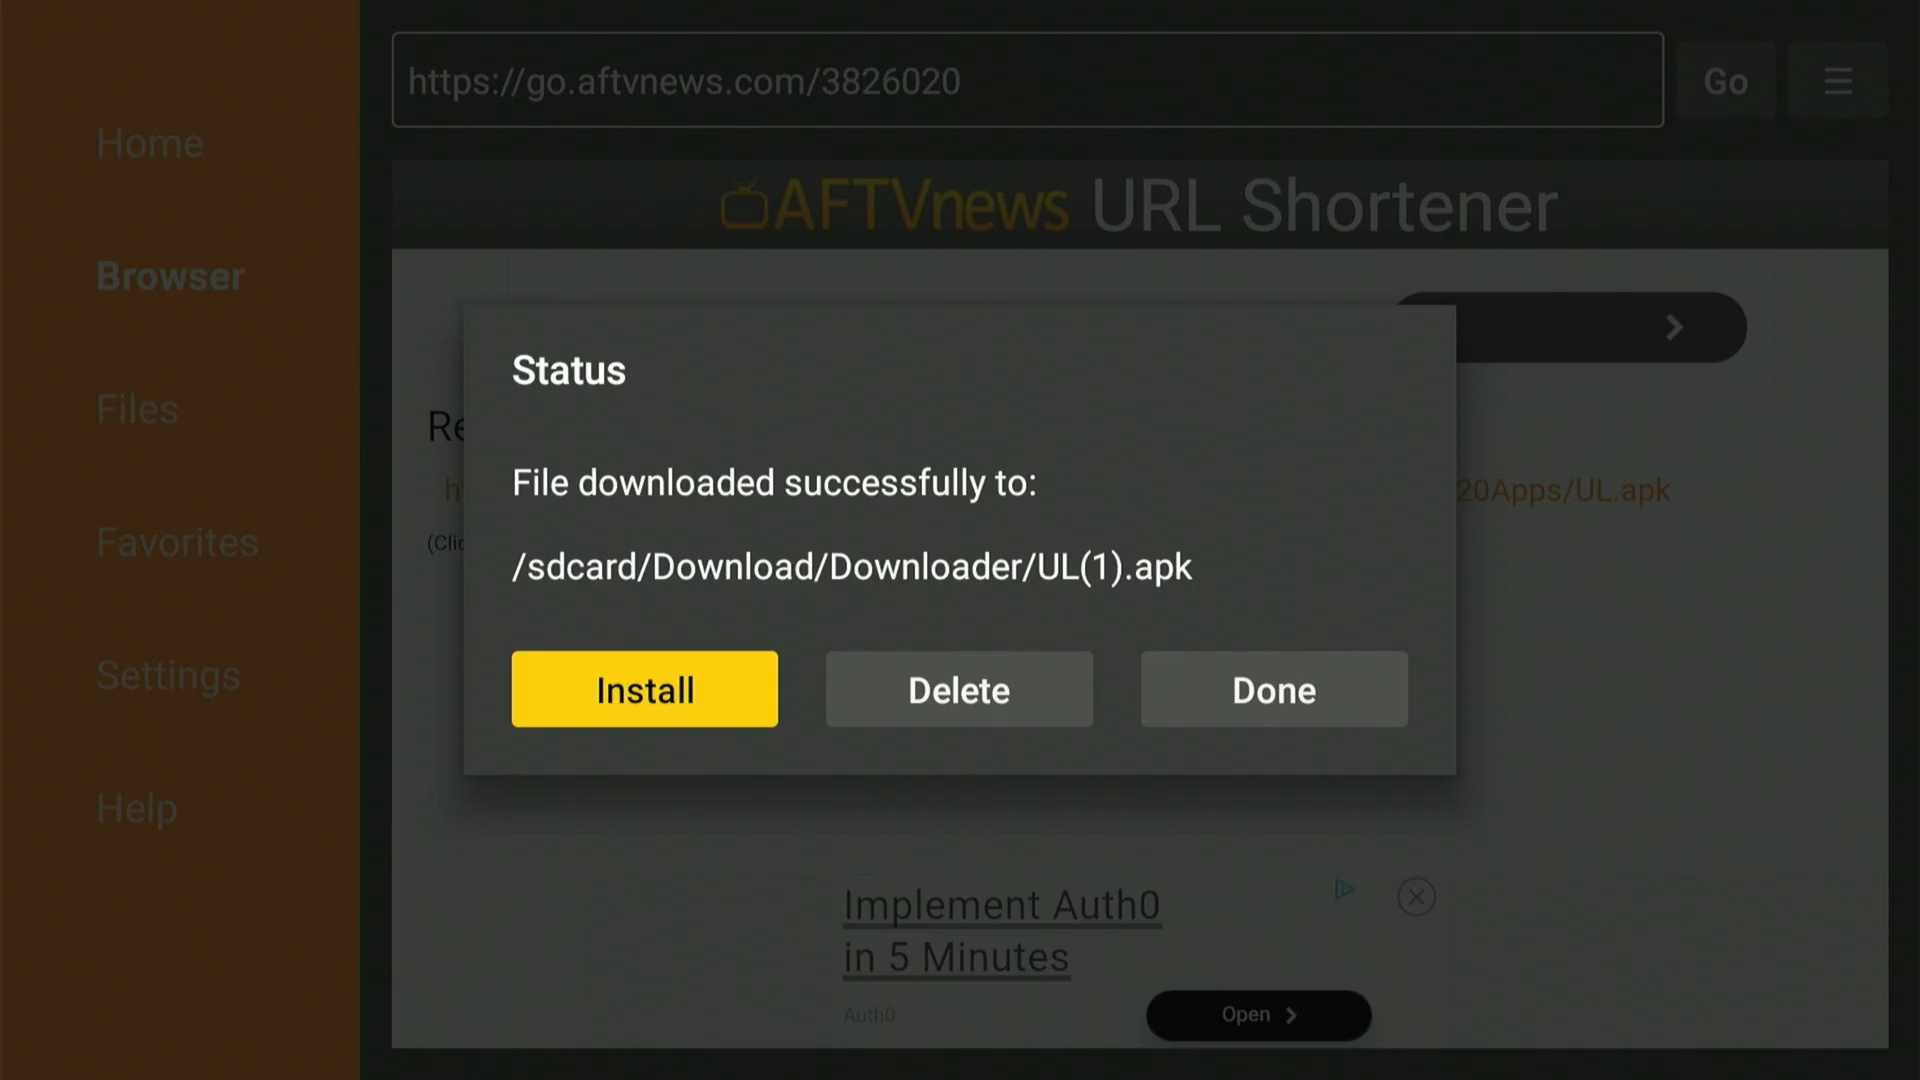 https://go.aftvnews.com/3826020
Go
Home
Browser
Files
Favorites
Settings
Help
AFTVnews URL Shortener
Status
File downloaded successfully to:
/sdcard/Download/Downloader/UL(1).apk
Install
Delete
Done
20Apps/UL.apk
Implement Auth0
in 5 Minutes
Auth0
Open